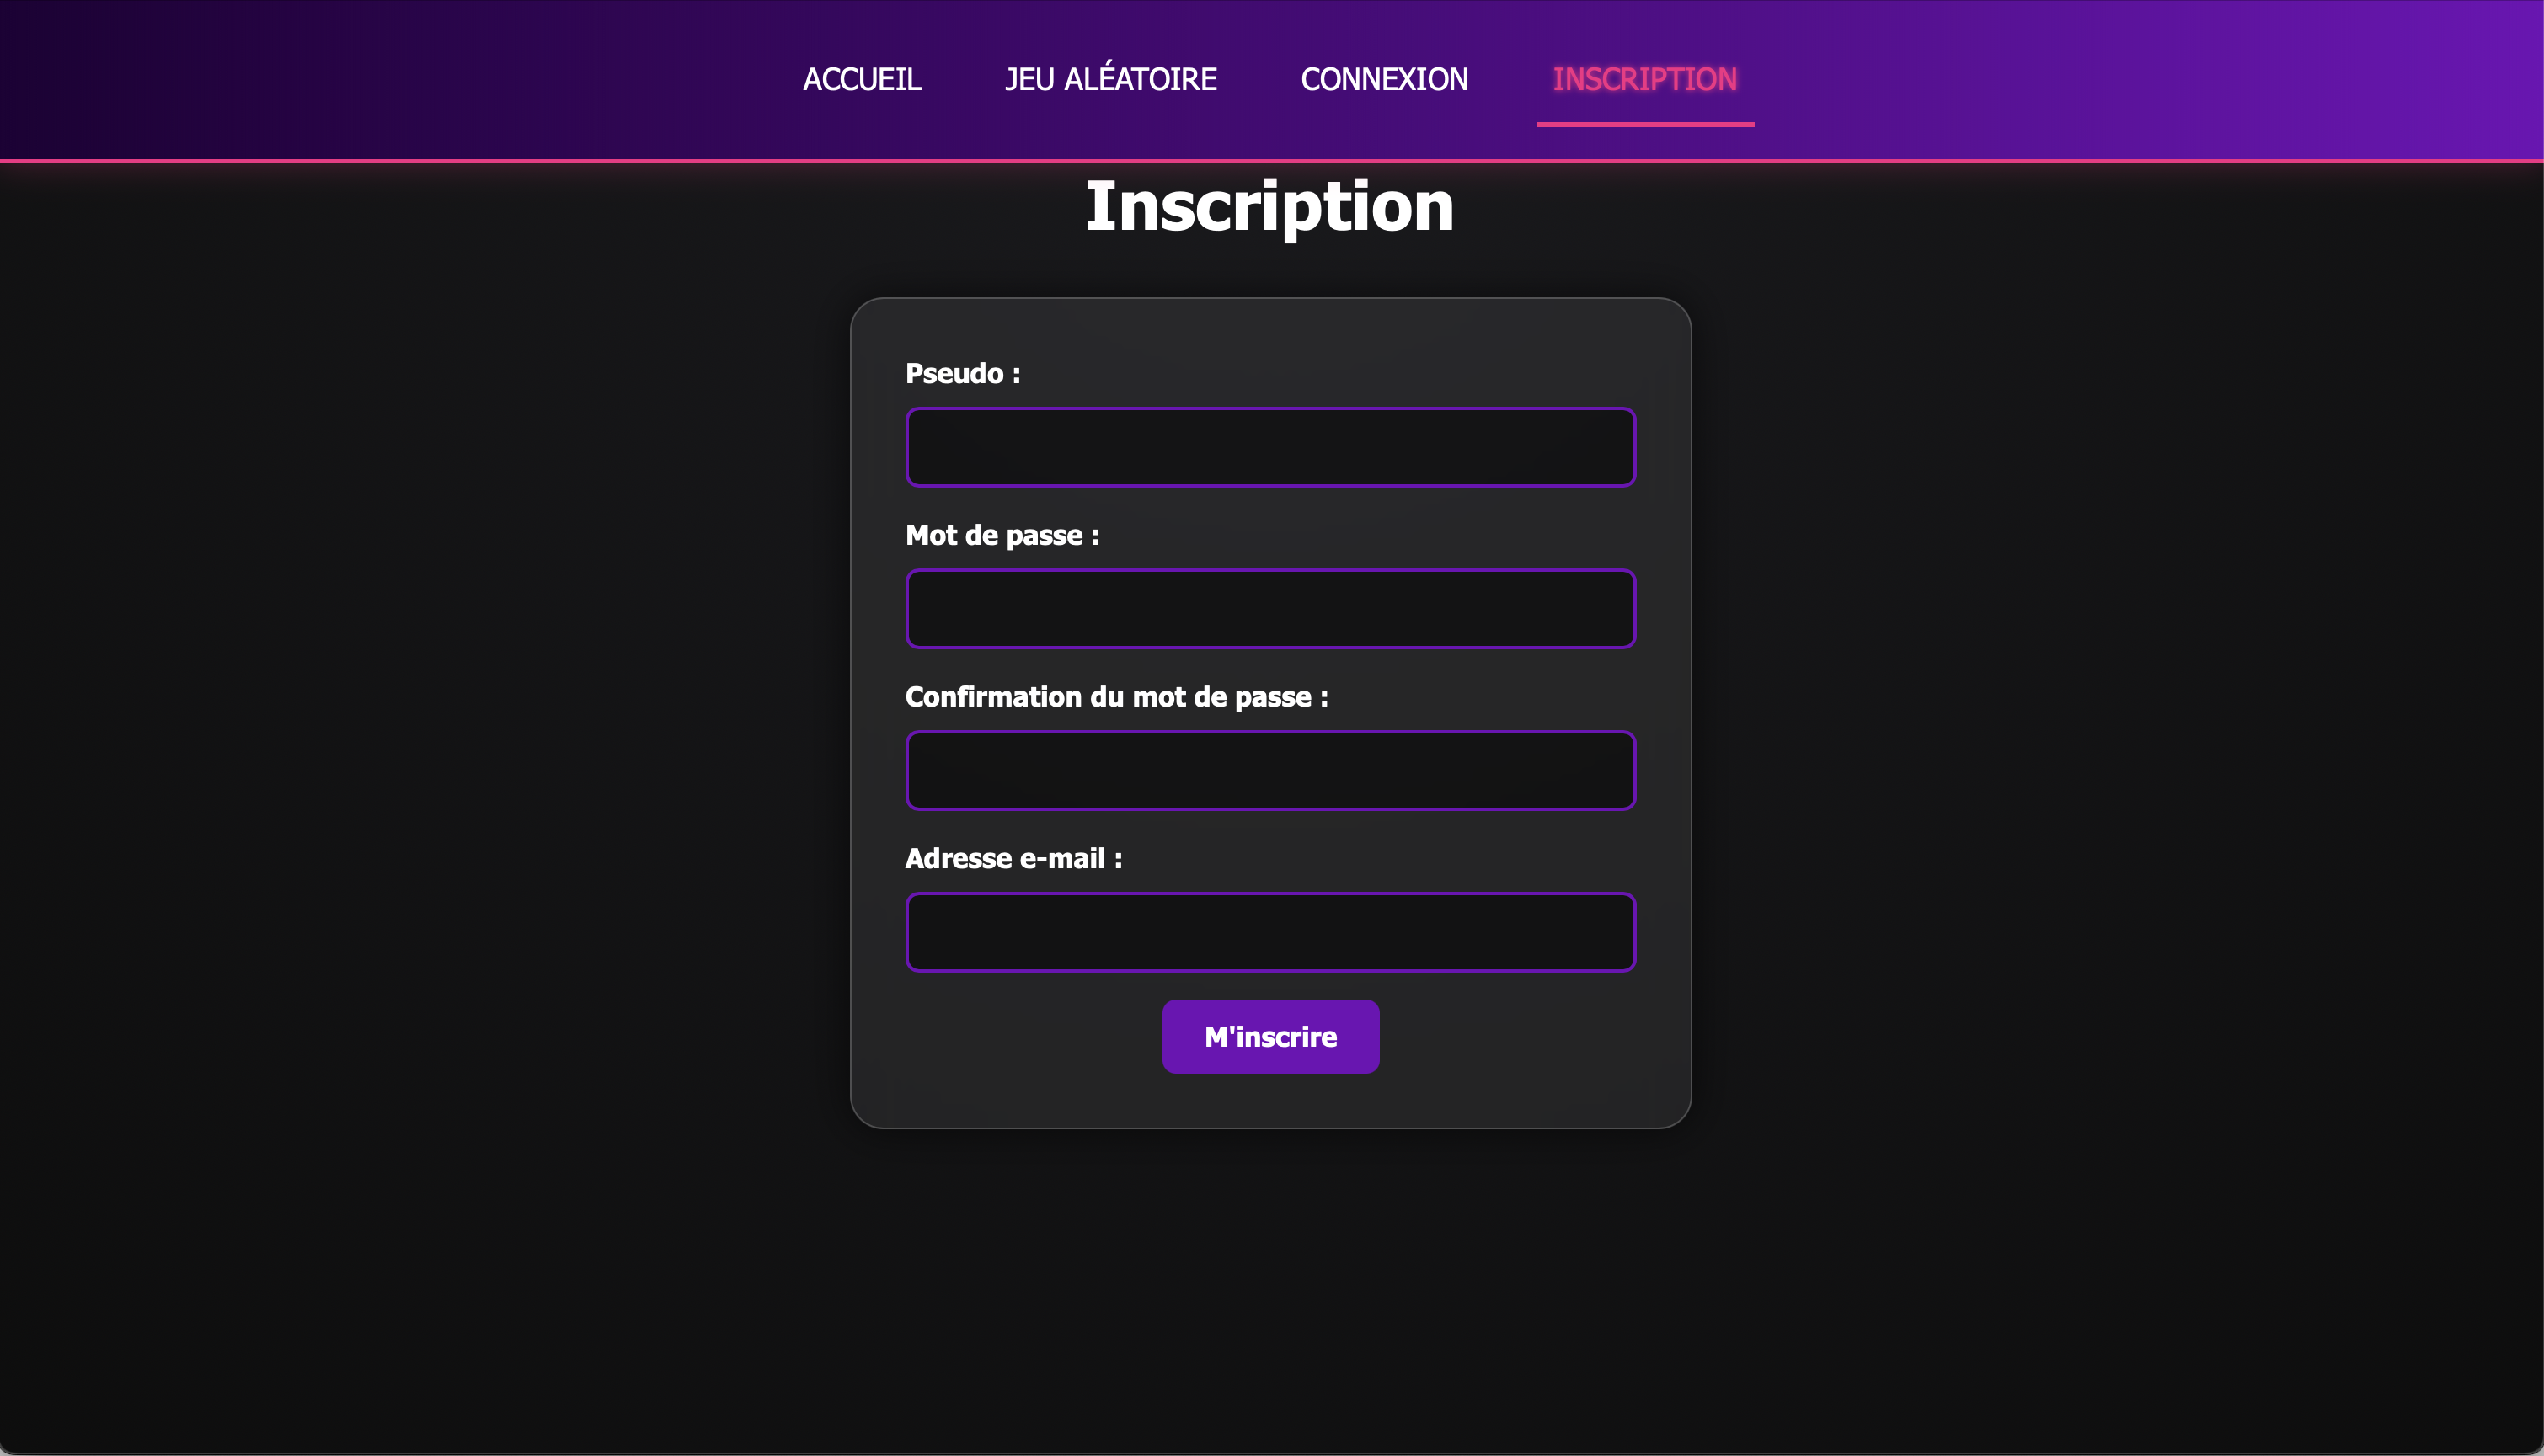 ACCUEIL JEU ALÉATOIRE CONNEXION INSCRIPTION
Inscription
Pseudo :
Mot de passe :
Confirmation du mot de passe :
Adresse e-mail :
M'inscrire